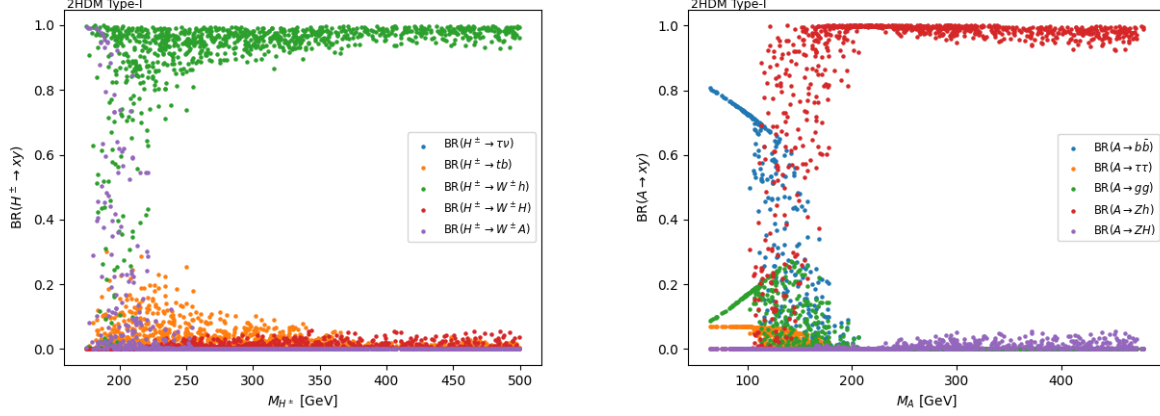 2HDM Type-I
BR(H± → xy)
1.0
0.8
0.6
0.4
0.2
0.0
BR(H± → τν)
BR(H± → tb)
BR(H± → W±h)
BR(H± → W±H)
BR(H± → W±A)
200 250 300 350 400 450 500
M_H± [GeV]
2HDM Type-I
BR(A → xy)
1.0
0.8
0.6
0.4
0.2
0.0
BR(A → bb̄)
BR(A → ττ)
BR(A → gg)
BR(A → Zh)
BR(A → ZH)
100 200 300 400
M_A [GeV]